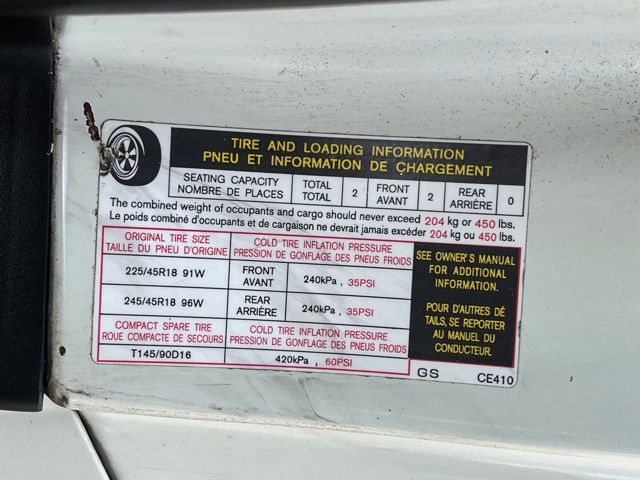 TIRE AND LOADING INFORMATION
PNEU ET INFORMATION DE CHARGEMENT
SEATING CAPACITY TOTAL 2 FRONT 2 REAR 0
NOMBRE DE PLACES TOTAL AVANT ARRIÈRE
The combined weight of occupants and cargo should never exceed 204 kg or 450 lbs.
Le poids combiné d'occupants et de cargaison ne devrait jamais excéder 204 kg ou 450 lbs.
ORIGINAL TIRE SIZE COLD TIRE INFLATION PRESSURE
TAILLE DU PNEU D'ORIGINE PRESSION DE GONFLAGE DES PNEUS FROIDS
225/45R18 91W FRONT AVANT 240kPa , 35PSI
245/45R18 96W REAR ARRIÈRE 240kPa , 35PSI
COMPACT SPARE TIRE COLD TIRE INFLATION PRESSURE
ROUE COMPACTE DE SECOURS PRESSION DE GONFLAGE DES PNEUS FROIDS
T145/90D16 420kPa , 60PSI
SEE OWNER'S MANUAL
FOR ADDITIONAL
INFORMATION.
POUR D'AUTRES DÉ
TAILS, SE REPORTER
AU MANUEL DU
CONDUCTEUR.
GS CE410